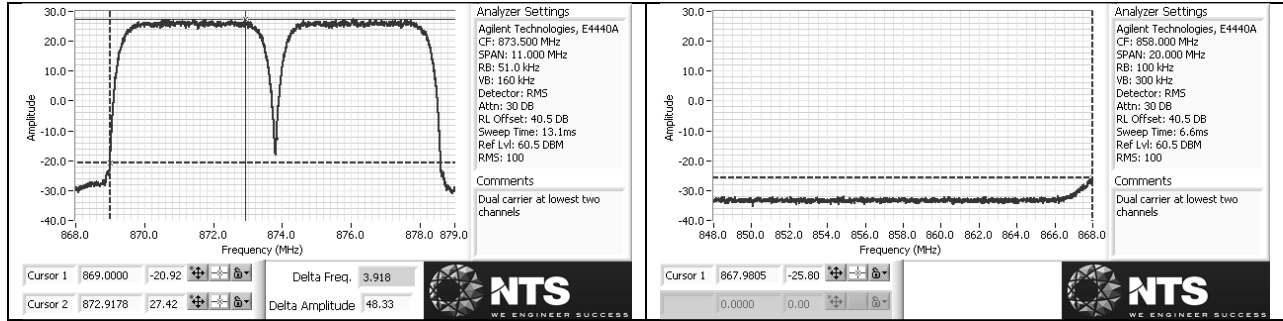 30.0
20.0
10.0
0.0
-10.0
-20.0
-30.0
-40.0
Amplitude
868.0 870.0 872.0 874.0 876.0 878.0 879.0
Frequency (MHz)
Analyzer Settings
Agilent Technologies, E4440A
CF: 873.500 MHz
SPAN: 11.000 MHz
RB: 51.0 kHz
VB: 160 kHz
Detector: RMS
Attn: 30 DB
RL Offset: 40.5 DB
Sweep Time: 13.1ms
Ref Lvl: 60.5 DBM
RMS: 100
Comments
Dual carrier at lowest two
channels
Cursor 1 869.0000 -20.92
Cursor 2 872.9178 27.42
Delta Freq. 3.918
Delta Amplitude 48.33
NTS
WE ENGINEER SUCCESS
30.0
20.0
10.0
0.0
-10.0
-20.0
-30.0
-40.0
Amplitude
848.0 850.0 852.0 854.0 856.0 858.0 860.0 862.0 864.0 866.0 668.0
Frequency (MHz)
Analyzer Settings
Agilent Technologies, E4440A
CF: 858.000 MHz
SPAN: 20.000 MHz
RB: 100 kHz
VB: 300 kHz
Detector: RMS
Attn: 30 DB
RL Offset: 40.5 DB
Sweep Time: 6.6ms
Ref Lvl: 60.5 DBM
RMS: 100
Comments
Dual carrier at lowest two
channels
Cursor 1 867.9805 -25.80
0.0000 0.00
NTS
WE ENGINEER SUCCESS